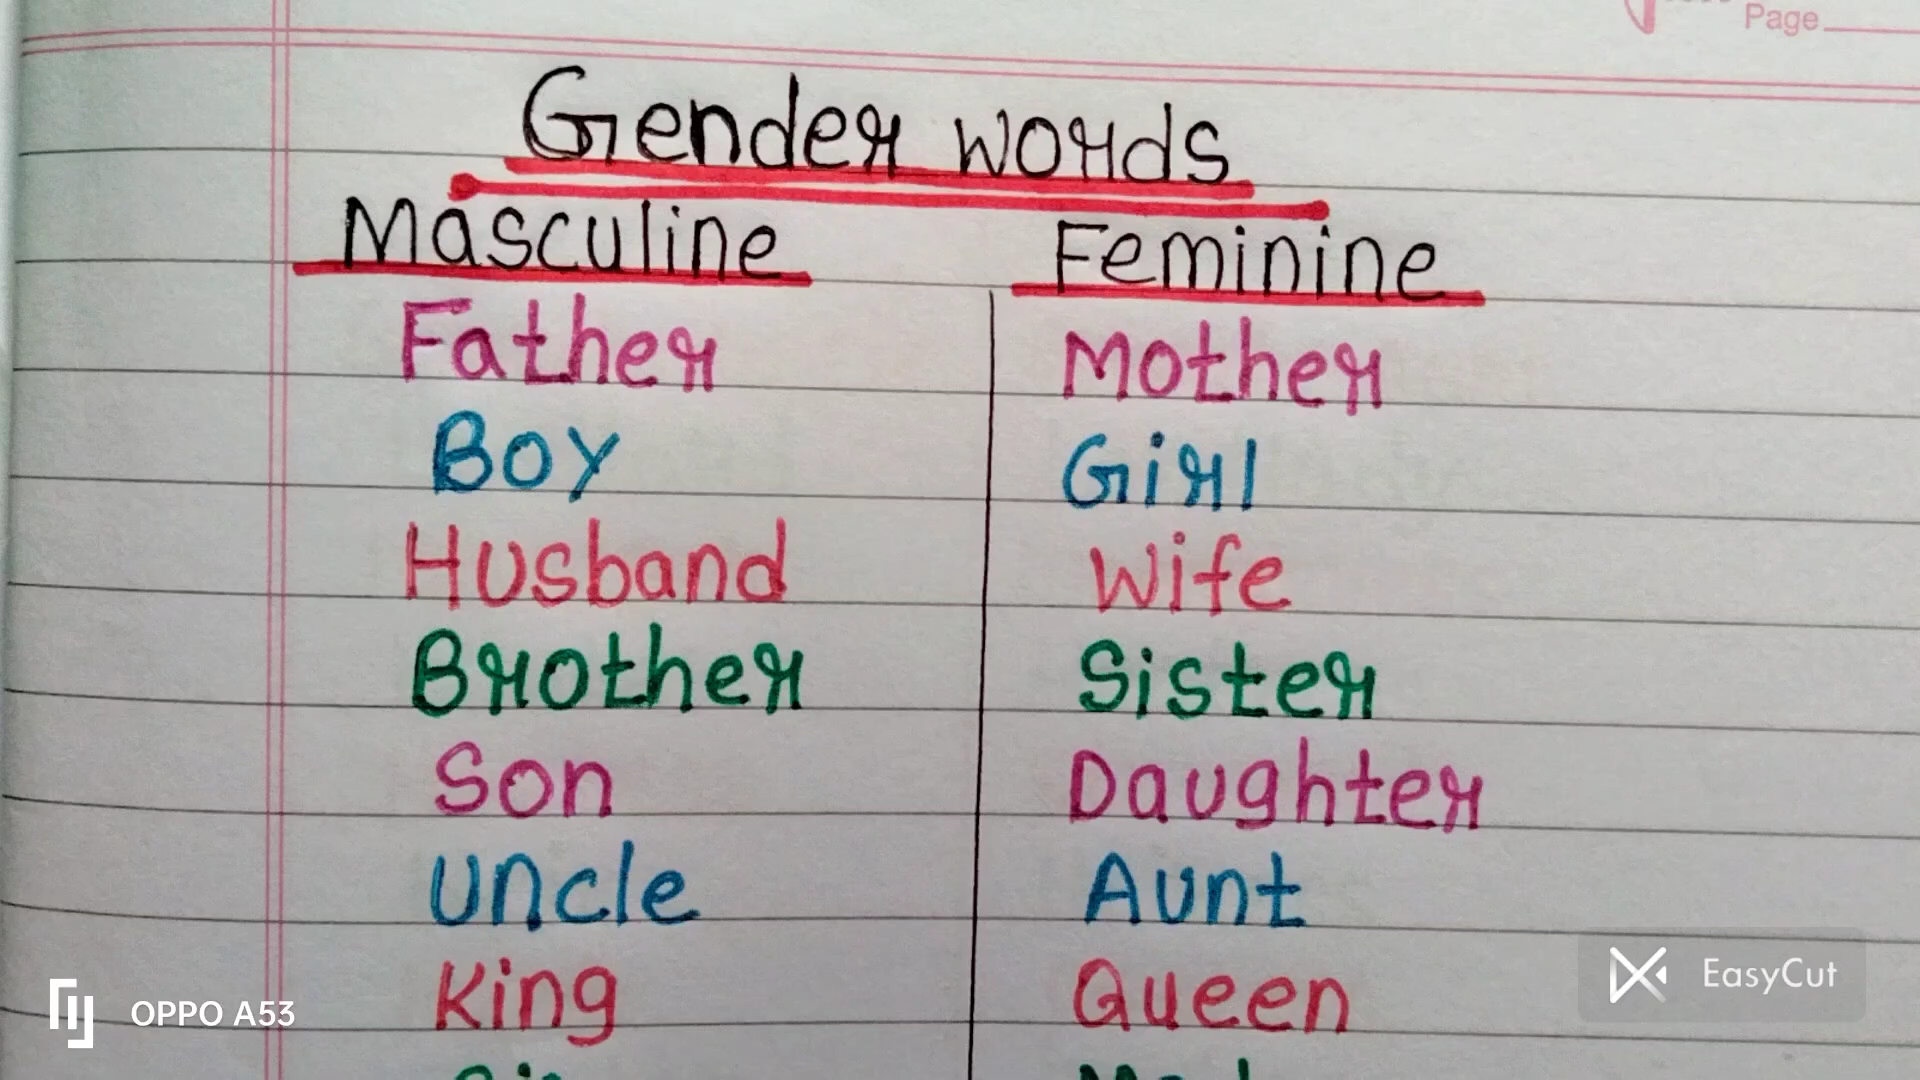 Page
Gender words
Masculine Feminine
Father Mother
Boy Girl
Husband Wife
Brother Sister
Son Daughter
Uncle Aunt
King Queen
OPPO A53
EasyCut